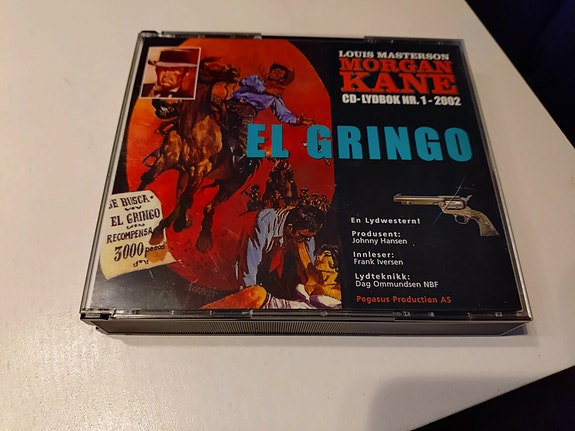 LOUIS MASTERSON
MORGAN
KANE
CD-LYDBOK NR. 1 - 2002
EL GRINGO
SE BUSCA
EL GRINGO
RECOMPENSA
3000 pesos
En Lydwestern!
Produsent:
Johnny Hansen
Innleser:
Frank Iversen
Lydteknikk:
Dag Ommundsen NBF
Pegasus Production AS